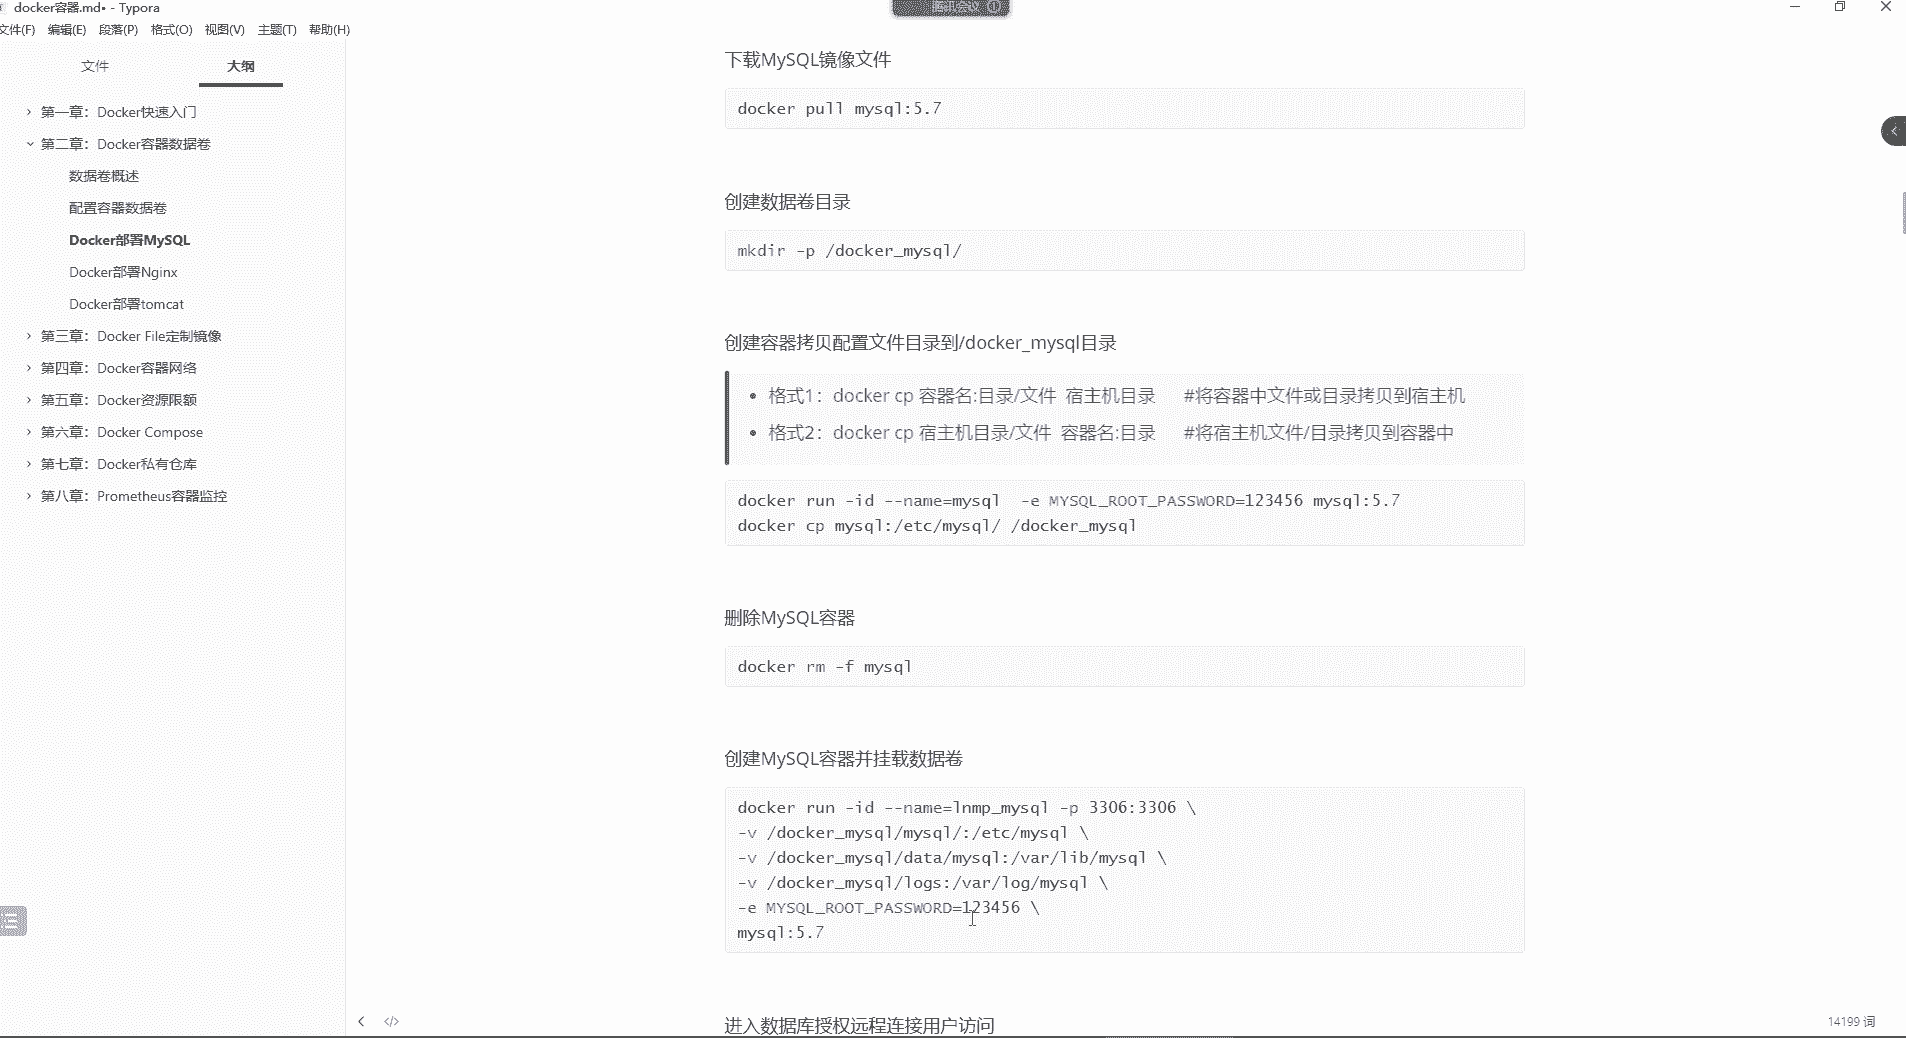 docker容器.md• - Typora
腾讯会议
文件(F) 编辑(E) 段落(P) 格式(O) 视图(V) 主题(T) 帮助(H)
文件 大纲
第一章：Docker快速入门
第二章：Docker容器数据卷
数据卷概述
配置容器数据卷
Docker部署MySQL
Docker部署Nginx
Docker部署tomcat
第三章：Docker File定制镜像
第四章：Docker容器网络
第五章：Docker资源限额
第六章：Docker Compose
第七章：Docker私有仓库
第八章：Prometheus容器监控
下载MySQL镜像文件
docker pull mysql:5.7
创建数据卷目录
mkdir -p /docker_mysql/
创建容器拷贝配置文件目录到/docker_mysql目录
• 格式1：docker cp 容器名:目录/文件 宿主机目录 #将容器中文件或目录拷贝到宿主机
• 格式2：docker cp 宿主机目录/文件 容器名:目录 #将宿主机文件/目录拷贝到容器中
docker run -id --name=mysql  -e MYSQL_ROOT_PASSWORD=123456 mysql:5.7
docker cp mysql:/etc/mysql/ /docker_mysql
删除MySQL容器
docker rm -f mysql
创建MySQL容器并挂载数据卷
docker run -id --name=lnmp_mysql -p 3306:3306 \
-v /docker_mysql/mysql/:/etc/mysql \
-v /docker_mysql/data/mysql:/var/lib/mysql \
-v /docker_mysql/logs:/var/log/mysql \
-e MYSQL_ROOT_PASSWORD=123456 \
mysql:5.7
进入数据库授权远程连接用户访问
14199 词